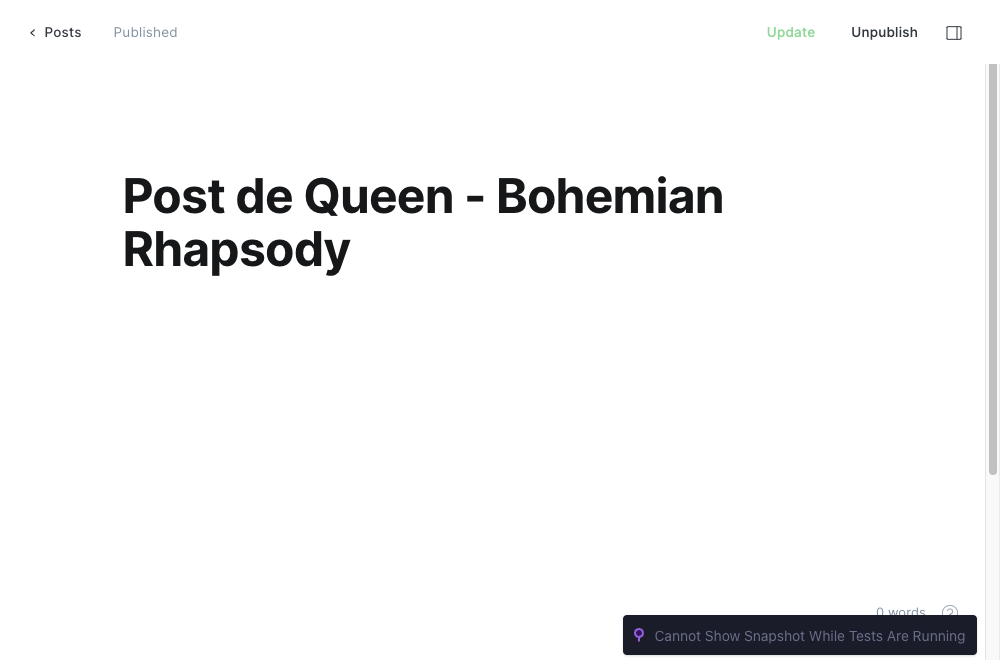 Posts Published Update Unpublish
Post de Queen - Bohemian
Rhapsody
0 words ?
Cannot Show Snapshot While Tests Are Running